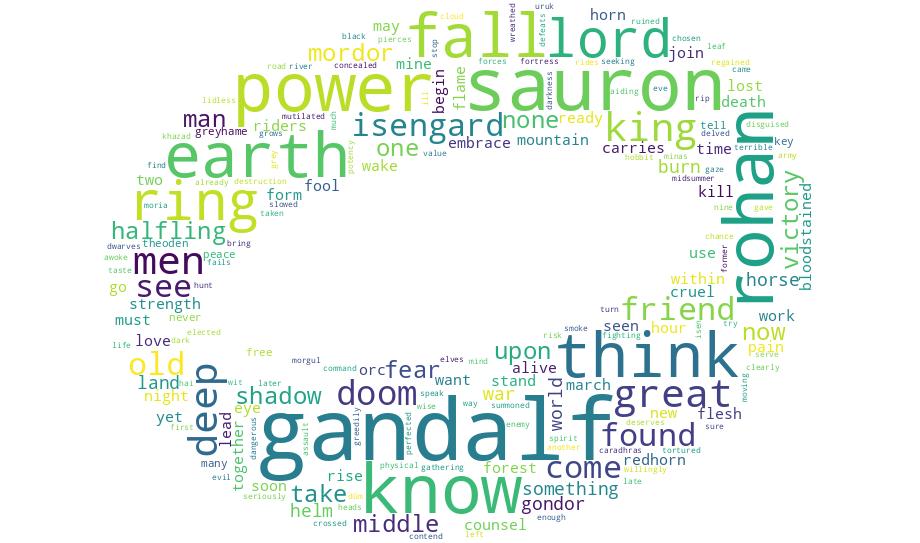 cloud
uruk
wreathed
defeats
chosen
leaf
fall
lord
horn
may
pierces
join
ruined
black
stop
came
regained
road
river
concealed
mordor
mine
begin
flame
forces
fortress
rides
seeking
darkness
aiding
eve
rip
lost
death
lidless
mutilated
much
power
ill
sauron
man
khazad
grows
riders
greyhame
isengard
none
ready
king
tell
delved
disguised
key
terrible
army
embrace
mountain
carries
time
find
grey
earth
potency
one
value
wake
burn
hobbit
minas
gaze
midsummer
rohan
two
already
destruction
fool
kill
moria
ring
form
slowed
taken
nine
gave
victory
bloodstained
halfling
chance
dwarves
theoden
peace
bring
awoke
fails
former
use
men
taste
go
see
hunt
within
horse
strength
cruel
must
never
friend
turn
work
love
elected
dark
free
smoke
seen
hour
isen
try
now
life
old
morgul
risk
fighting
upon
think
pain
serve
clearly
moving
land
hai
wit
later
deep
orc
fear
command
elves
mind
alive
night
shadow
doom
want
speak
stand
march
great
yet
eye
war
world
new
flesh
first
lead
dangerous
assault
greedily
gandalf
wise
way
summoned
perfected
enemy
deserves
sure
many
together
spirit
another
found
caradhras
tortured
evil
rise
physical
gathering
forest
come
redhorn
willingly
soon
seriously
take
know
something
late
crossed
helm
heads
middle
contend
counsel
left
enough
gondor